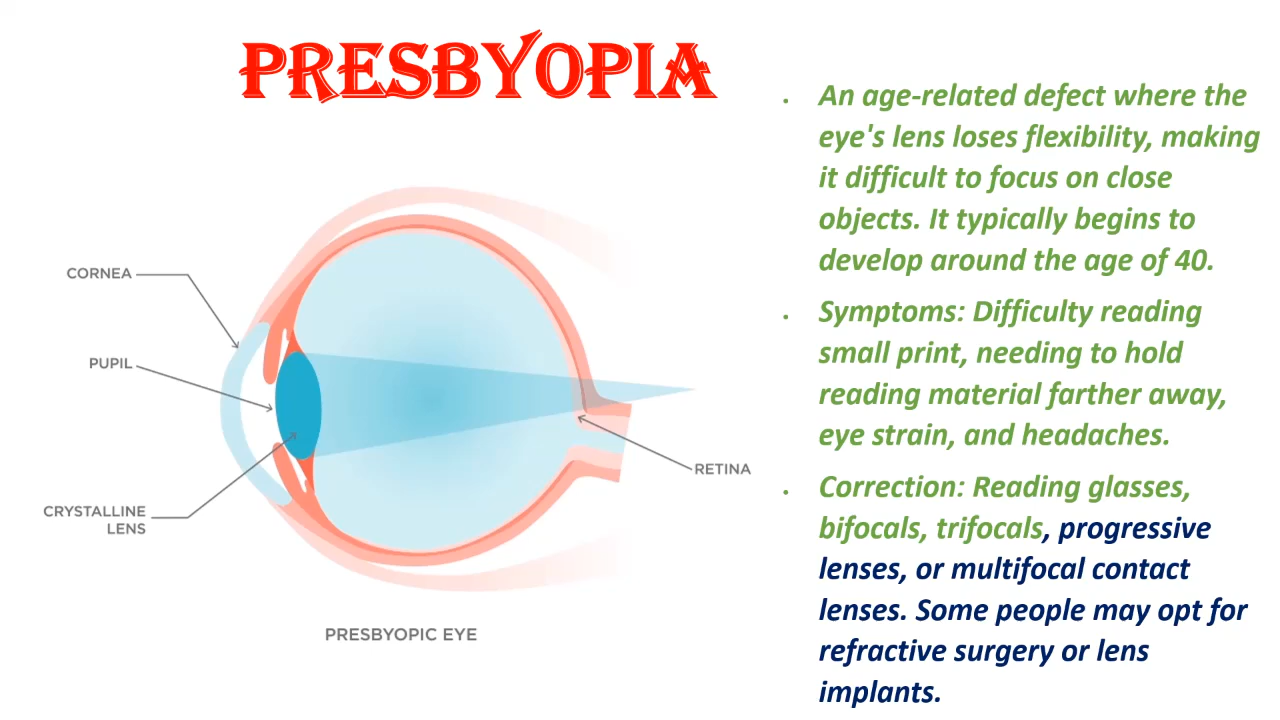 PRESBYOPIA
CORNEA
PUPIL
CRYSTALLINE
LENS
RETINA
PRESBYOPIC EYE
• An age-related defect where the
eye's lens loses flexibility, making
it difficult to focus on close
objects. It typically begins to
develop around the age of 40.
• Symptoms: Difficulty reading
small print, needing to hold
reading material farther away,
eye strain, and headaches.
• Correction: Reading glasses,
bifocals, trifocals, progressive
lenses, or multifocal contact
lenses. Some people may opt for
refractive surgery or lens
implants.